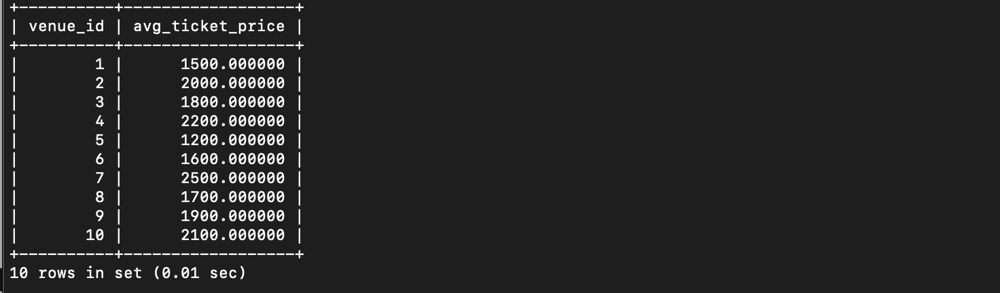 +----------+------------------+
| venue_id | avg_ticket_price |
+----------+------------------+
|        1 |      1500.000000 |
|        2 |      2000.000000 |
|        3 |      1800.000000 |
|        4 |      2200.000000 |
|        5 |      1200.000000 |
|        6 |      1600.000000 |
|        7 |      2500.000000 |
|        8 |      1700.000000 |
|        9 |      1900.000000 |
|       10 |      2100.000000 |
+----------+------------------+
10 rows in set (0.01 sec)